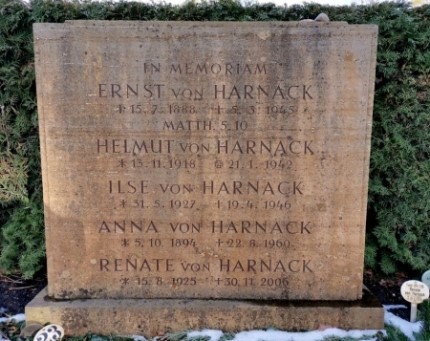 IN MEMORIAM
ERNST von HARNACK
* 15. 7. 1888 + 5. 3. 1945
MATTH. 5,10
HELMUT von HARNACK
* 13. 11. 1918 21. 1. 1942
ILSE von HARNACK
* 31. 5. 1927 + 19. 4. 1946
ANNA von HARNACK
* 5. 10. 1894 + 22. 8. 1960
RENATE von HARNACK
* 15. 8. 1925 + 30. 11. 2006